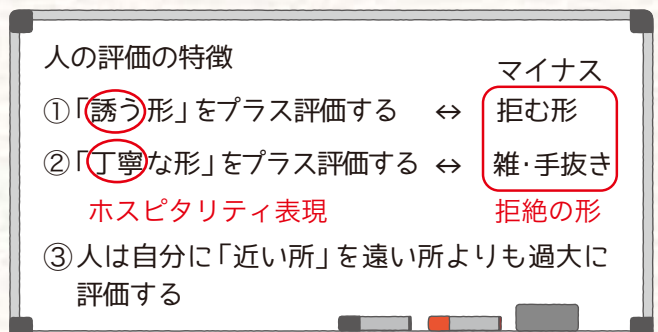 人の評価の特徴
マイナス
①「誘う形」をプラス評価する ↔ 拒む形
②「丁寧な形」をプラス評価する ↔ 雑・手抜き
ホスピタリティ表現 拒絶の形
③人は自分に「近い所」を遠い所よりも過大に
評価する